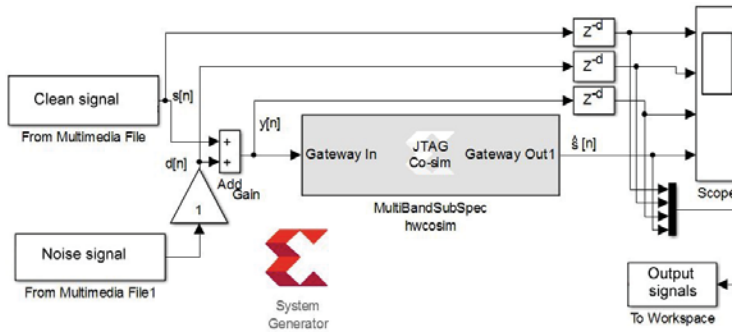 Z-d
Z-d
Z-d
Clean signal
s[n]
From Multimedia File
d[n]
y[n]
Add
Gain
1
Gateway In
JTAG
Co-sim
Gateway Out1
ŝ [n]
MultiBandSubSpec
hwcosim
Scope
Noise signal
From Multimedia File1
System
Generator
Output
signals
To Workspace